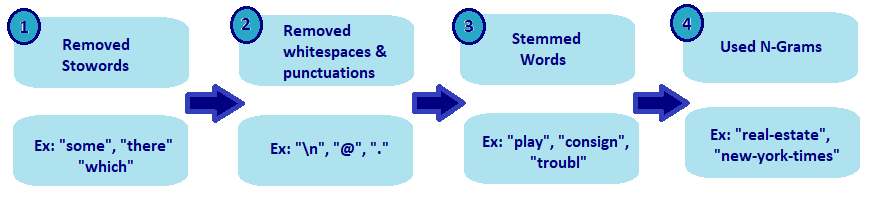 1
Removed
Stowords
Ex: "some", "there"
"which"
2
Removed
whitespaces &
punctuations
Ex: "\n", "@", "."
3
Stemmed
Words
Ex: "play", "consign",
"troubl"
4
Used N-Grams
Ex: "real-estate",
"new-york-times"